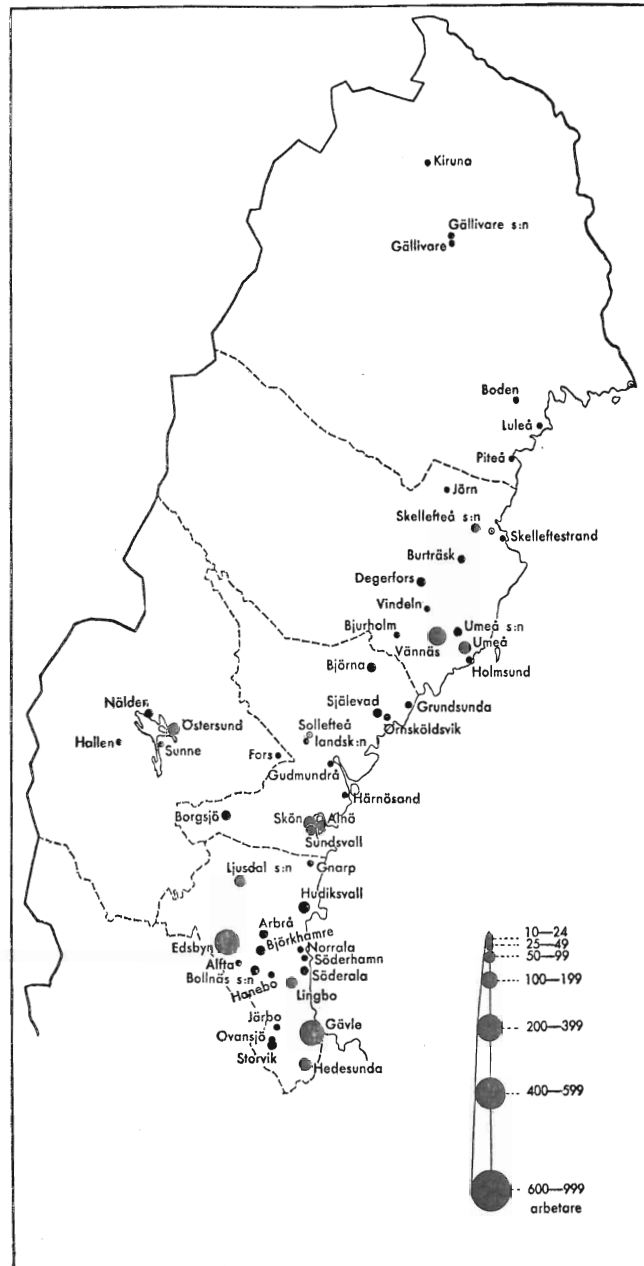 Kiruna
Gällivare s:n
Gällivare
Boden
Luleå
Piteå
Jörn
Skellefteå s:n
Skelleftestrand
Burträsk
Degerfors
Vindeln
Bjurholm
Umeå s:n
Vännäs
Umeå
Holmsund
Björna
Nälden
Själevad
Grundsunda
Östersund
Sollefteå
Örnsköldsvik
Hallen
Sunne
landsk:n
Fors
Gudmundrå
Härnösand
Borgsjö
Skön
Alnö
Sundsvall
Ljusdal s:n
Gnarp
Hudiksvall
Arbrå
Edsbyn
Björkhamre
Norrala
Alfta
Söderhamn
Bollnäs s:n
Söderala
Hanebo
Lingbo
Järbo
Gävle
Ovansjö
Storvik
Hedesunda
10—24
25—49
50—99
100—199
200—399
400—599
600—999
arbetare